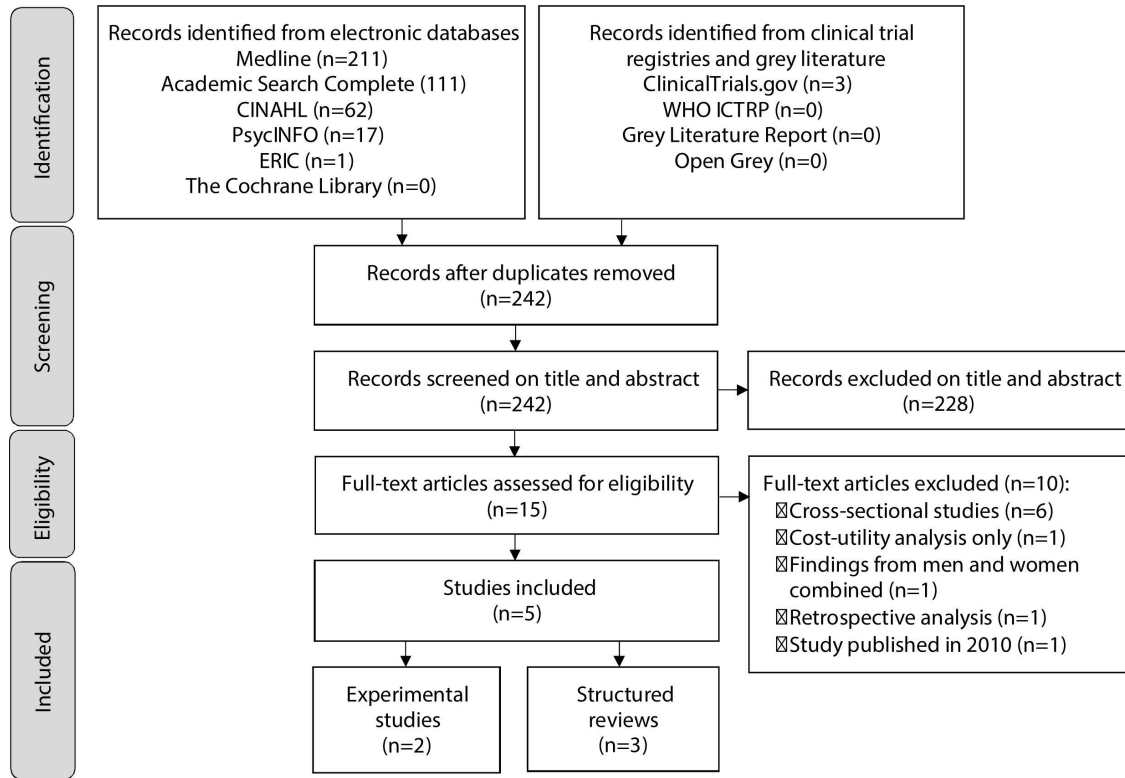 Identification
Records identified from electronic databases
Medline (n=211)
Academic Search Complete (111)
CINAHL (n=62)
PsycINFO (n=17)
ERIC (n=1)
The Cochrane Library (n=0)
Records identified from clinical trial
registries and grey literature
ClinicalTrials.gov (n=3)
WHO ICTRP (n=0)
Grey Literature Report (n=0)
Open Grey (n=0)
Screening
Records after duplicates removed
(n=242)
Records screened on title and abstract
(n=242)
Records excluded on title and abstract
(n=228)
Eligibility
Full-text articles assessed for eligibility
(n=15)
Full-text articles excluded (n=10):
Cross-sectional studies (n=6)
Cost-utility analysis only (n=1)
Findings from men and women
combined (n=1)
Retrospective analysis (n=1)
Study published in 2010 (n=1)
Included
Studies included
(n=5)
Experimental
studies
(n=2)
Structured
reviews
(n=3)